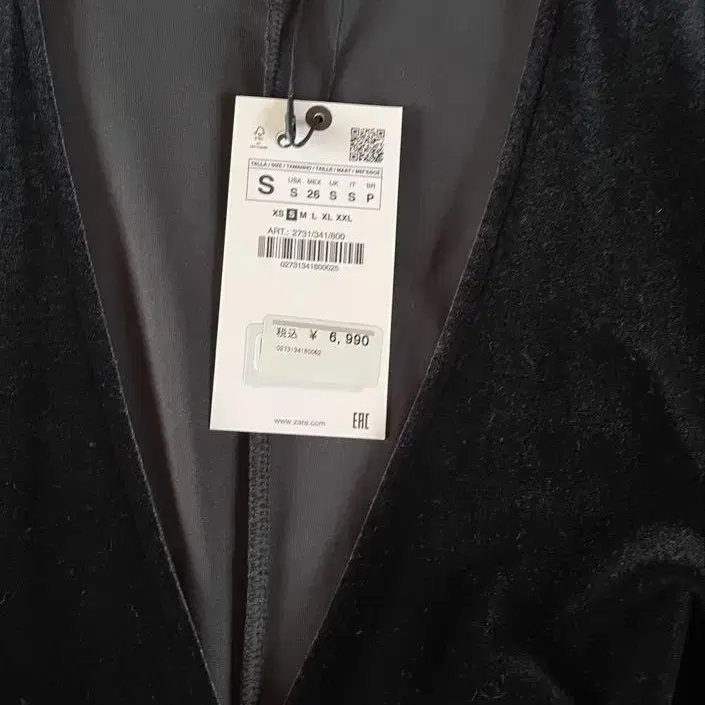 TALLA / SIZE / TAMANHO / TAILLE / MAAT / MEFEΘOΣ
S
USA MEX UK IT BR
S 26 S S P
XS S M L XL XXL
ART.: 2731/341/800
02731341800025
税込 ¥ 6,990
www.zara.com
EAC